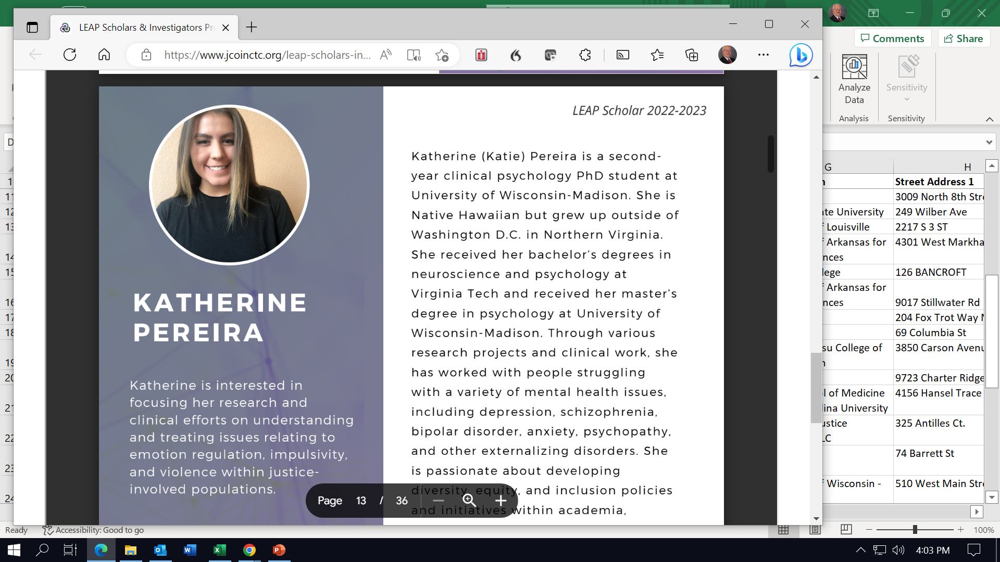 LEAP Scholars & Investigators Pr
https://www.jcoinctc.org/leap-scholars-in...
Comments
Share
Analyze
Data
Sensitivity
Analysis
Sensitivity
LEAP Scholar 2022-2023
KATHERINE
PEREIRA
Katherine is interested in
focusing her research and
clinical efforts on understanding
and treating issues relating to
emotion regulation, impulsivity,
and violence within justice-
involved populations.
Katherine (Katie) Pereira is a second-
year clinical psychology PhD student at
University of Wisconsin-Madison. She is
Native Hawaiian but grew up outside of
Washington D.C. in Northern Virginia.
She received her bachelor's degrees in
neuroscience and psychology at
Virginia Tech and received her master's
degree in psychology at University of
Wisconsin-Madison. Through various
research projects and clinical work, she
has worked with people struggling
with a variety of mental health issues,
including depression, schizophrenia,
bipolar disorder, anxiety, psychopathy,
and other externalizing disorders. She
is passionate about developing
diversity, equity, and inclusion policies
and initiatives within academia,
Page 13 / 36
G H
Street Address 1
3009 North 8th Str
te University 249 Wilber Ave
Louisville 2217 S 3 ST
Arkansas for 4301 West Markha
nces
lege 126 BANCROFT
Arkansas for
nces 9017 Stillwater Rd
204 Fox Trot Way N
69 Columbia St
su College of 3850 Carson Avenu
9723 Charter Ridge
l of Medicine 4156 Hansel Trace
lina University
ustice 325 Antilles Ct.
LC
74 Barrett St
Wisconsin - 510 West Main Stre
Ready
Accessibility: Good to go
100%
4:03 PM